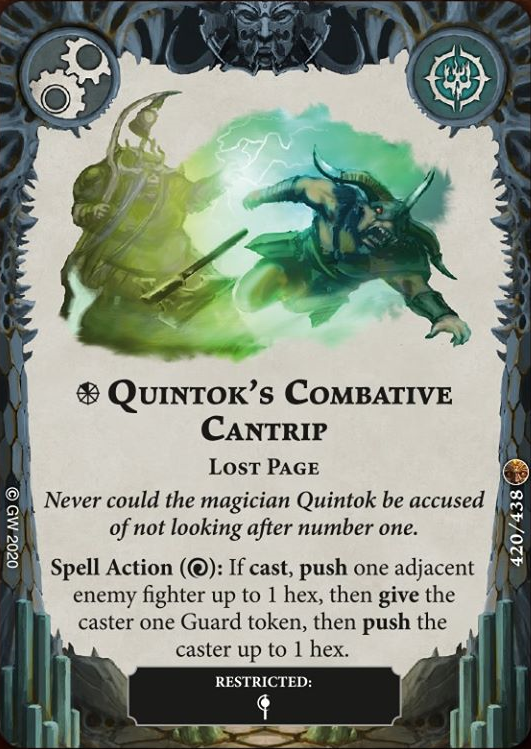 QUINTOK'S COMBATIVE
CANTRIP
LOST PAGE
Never could the magician Quintok be accused
of not looking after number one.
Spell Action (): If cast, push one adjacent
enemy fighter up to 1 hex, then give the
caster one Guard token, then push the
caster up to 1 hex.
RESTRICTED:
© GW 2020
420/438